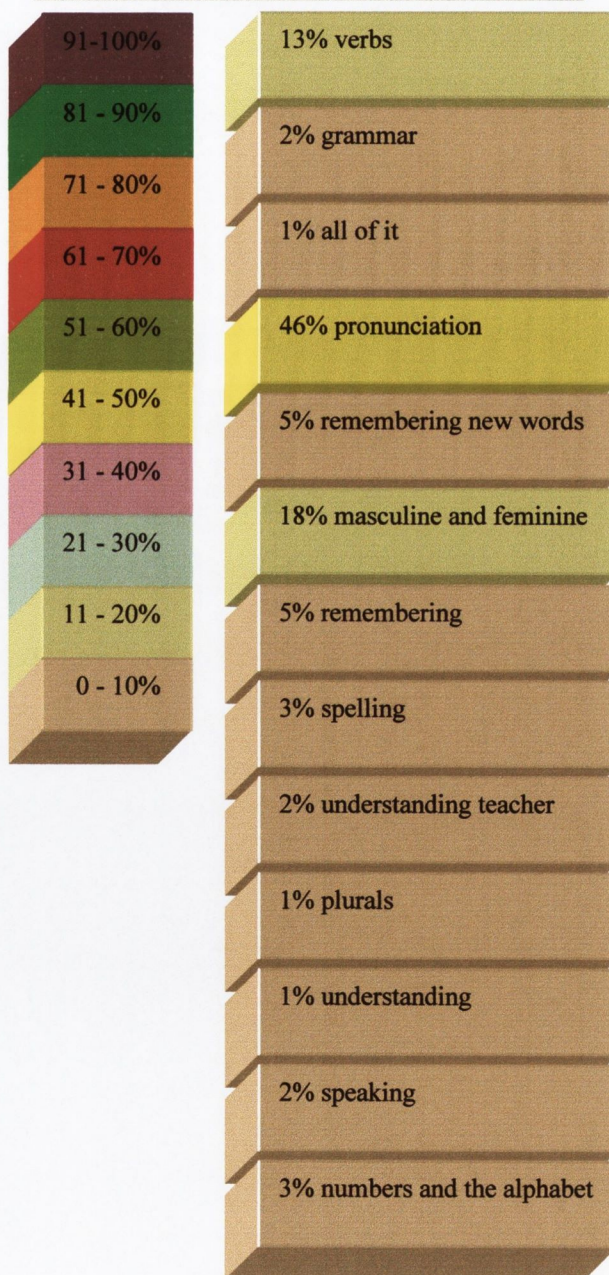 91-100%
81 - 90%
71 - 80%
61 - 70%
51 - 60%
41 - 50%
31 - 40%
21 - 30%
11 - 20%
0 - 10%
13% verbs
2% grammar
1% all of it
46% pronunciation
5% remembering new words
18% masculine and feminine
5% remembering
3% spelling
2% understanding teacher
1% plurals
1% understanding
2% speaking
3% numbers and the alphabet